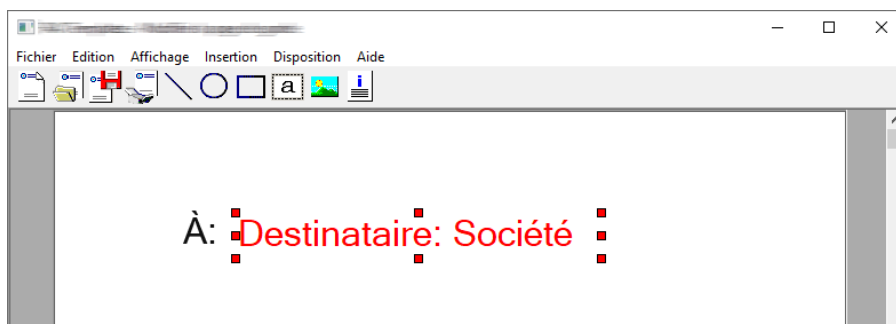 Fichier Edition Affichage Insertion Disposition Aide
a i
À: Destinataire: Société